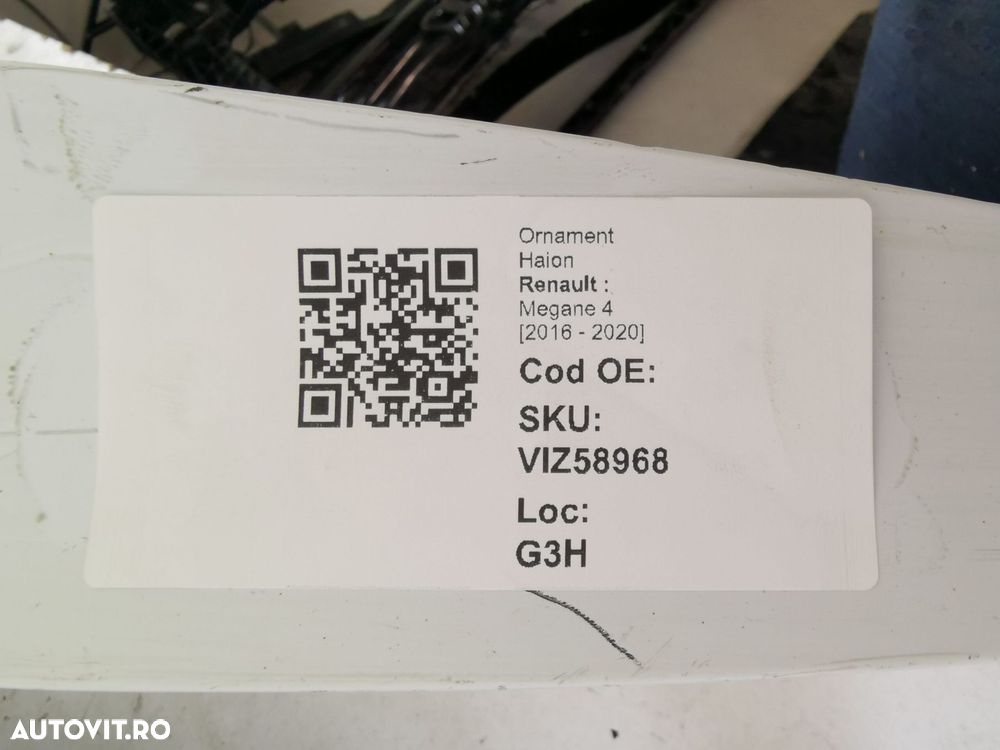 Ornament
Haion
Renault :
Megane 4
[2016 - 2020]
Cod OE:
SKU:
VIZ58968
Loc:
G3H
AUTOVIT.RO